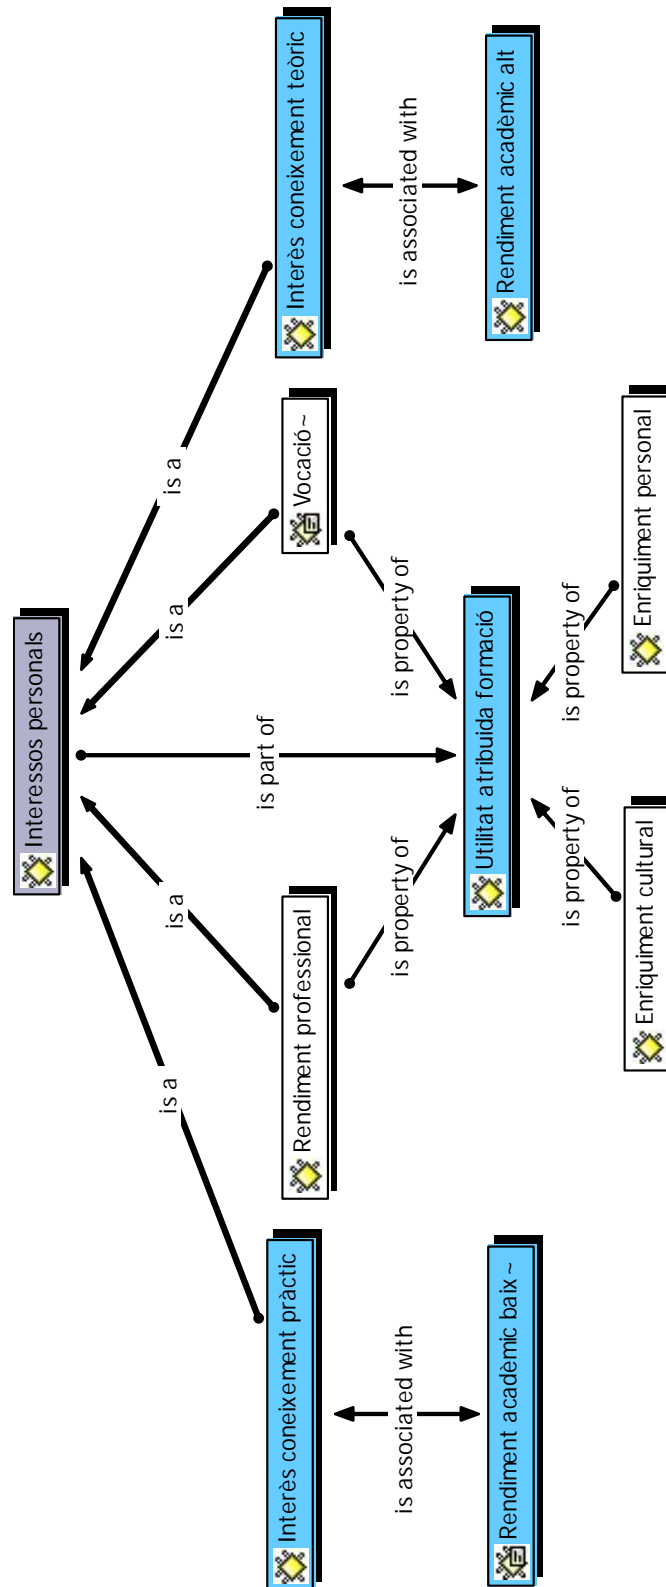 Interessos personals
is a
is a
is a
is a
is part of
Interès coneixement pràctic
Rendiment professional
Vocació ~
Interès coneixement teòric
is associated with
is property of
is property of
is associated with
Rendiment acadèmic baix ~
Utilitat atribuida formació
Rendiment acadèmic alt
is property of
is property of
Enriquiment cultural
Enriquiment personal